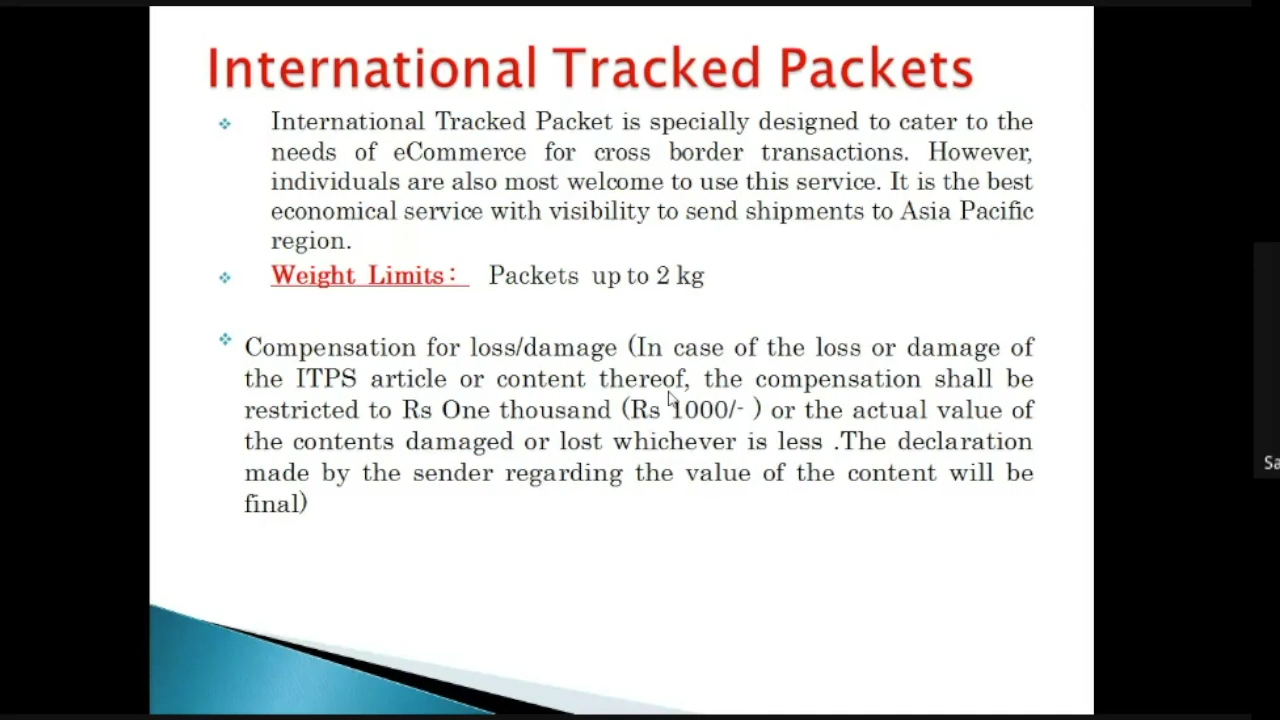 International Tracked Packets
International Tracked Packet is specially designed to cater to the
needs of eCommerce for cross border transactions. However,
individuals are also most welcome to use this service. It is the best
economical service with visibility to send shipments to Asia Pacific
region.
Weight Limits: Packets up to 2 kg
Compensation for loss/damage (In case of the loss or damage of
the ITPS article or content thereof, the compensation shall be
restricted to Rs One thousand (Rs 1000/- ) or the actual value of
the contents damaged or lost whichever is less .The declaration
made by the sender regarding the value of the content will be
final)
Sa